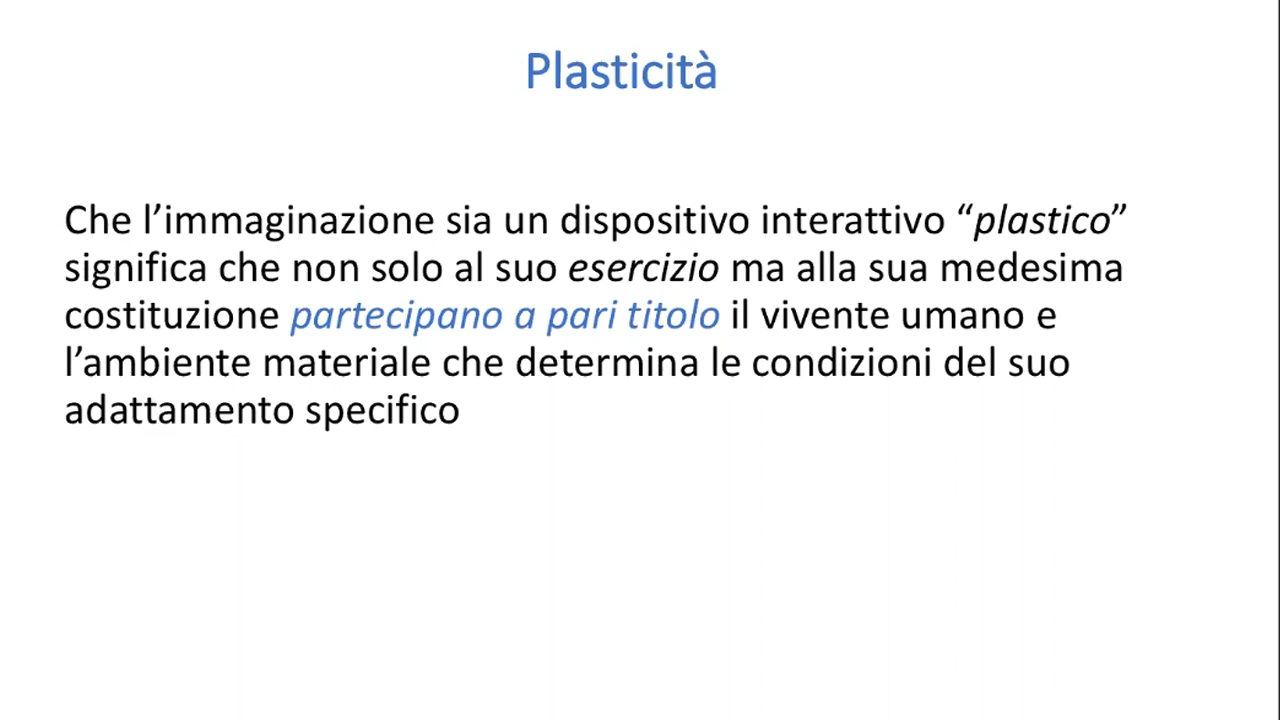 Plasticità
Che l’immaginazione sia un dispositivo interattivo “plastico”
significa che non solo al suo esercizio ma alla sua medesima
costituzione partecipano a pari titolo il vivente umano e
l’ambiente materiale che determina le condizioni del suo
adattamento specifico